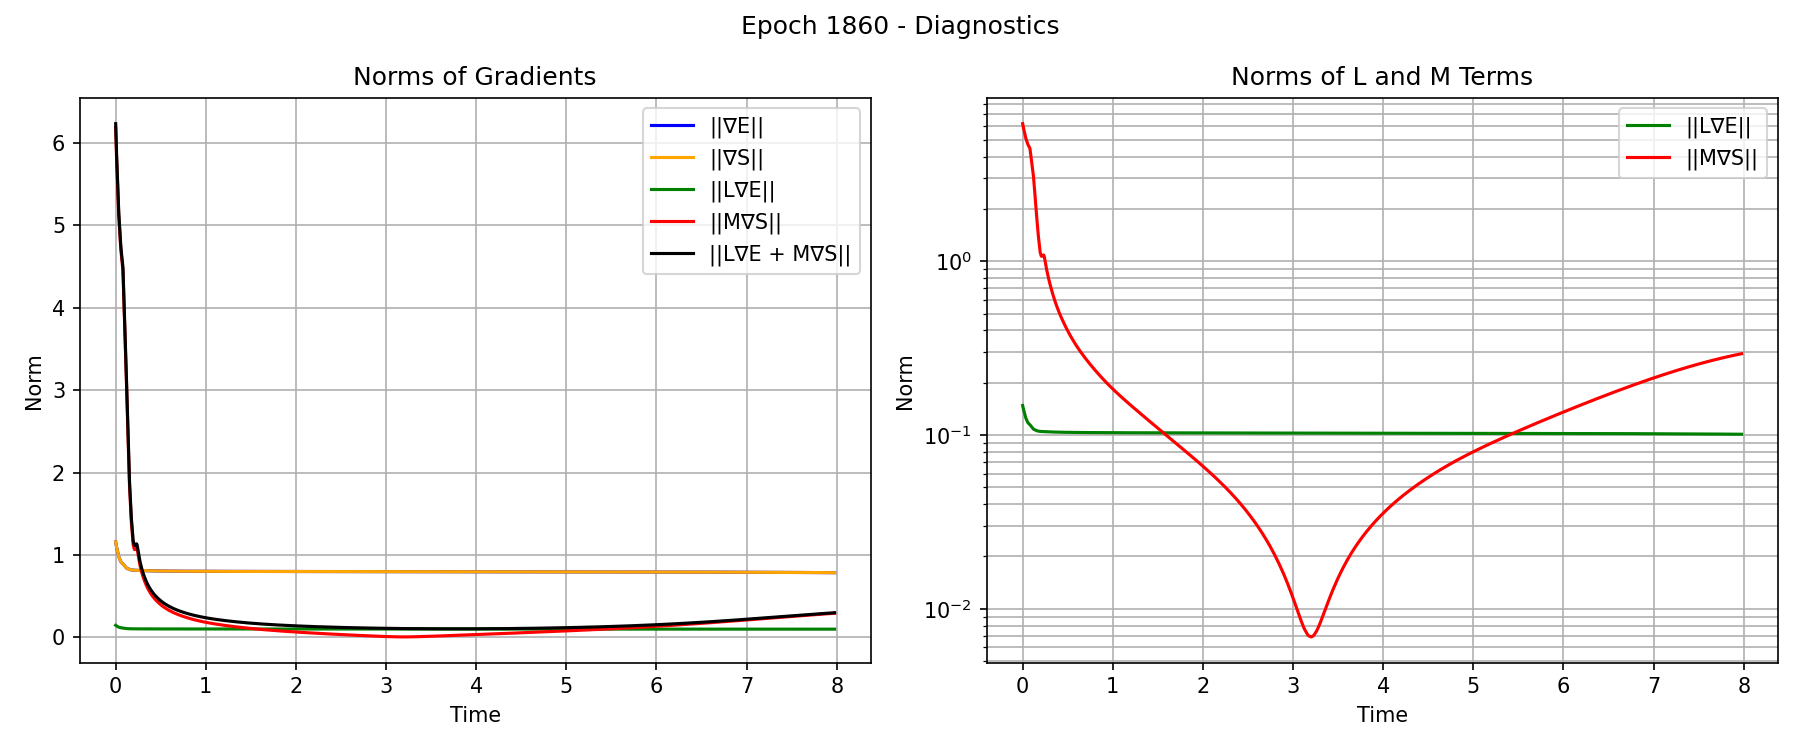 Epoch 1860 - Diagnostics
Norms of Gradients
Norm
6
5
4
3
2
1
0
||∇E||
||∇S||
||L∇E||
||M∇S||
||L∇E + M∇S||
0 1 2 3 4 5 6 7 8
Time
Norms of L and M Terms
Norm
10⁰
10⁻¹
10⁻²
||L∇E||
||M∇S||
0 1 2 3 4 5 6 7 8
Time